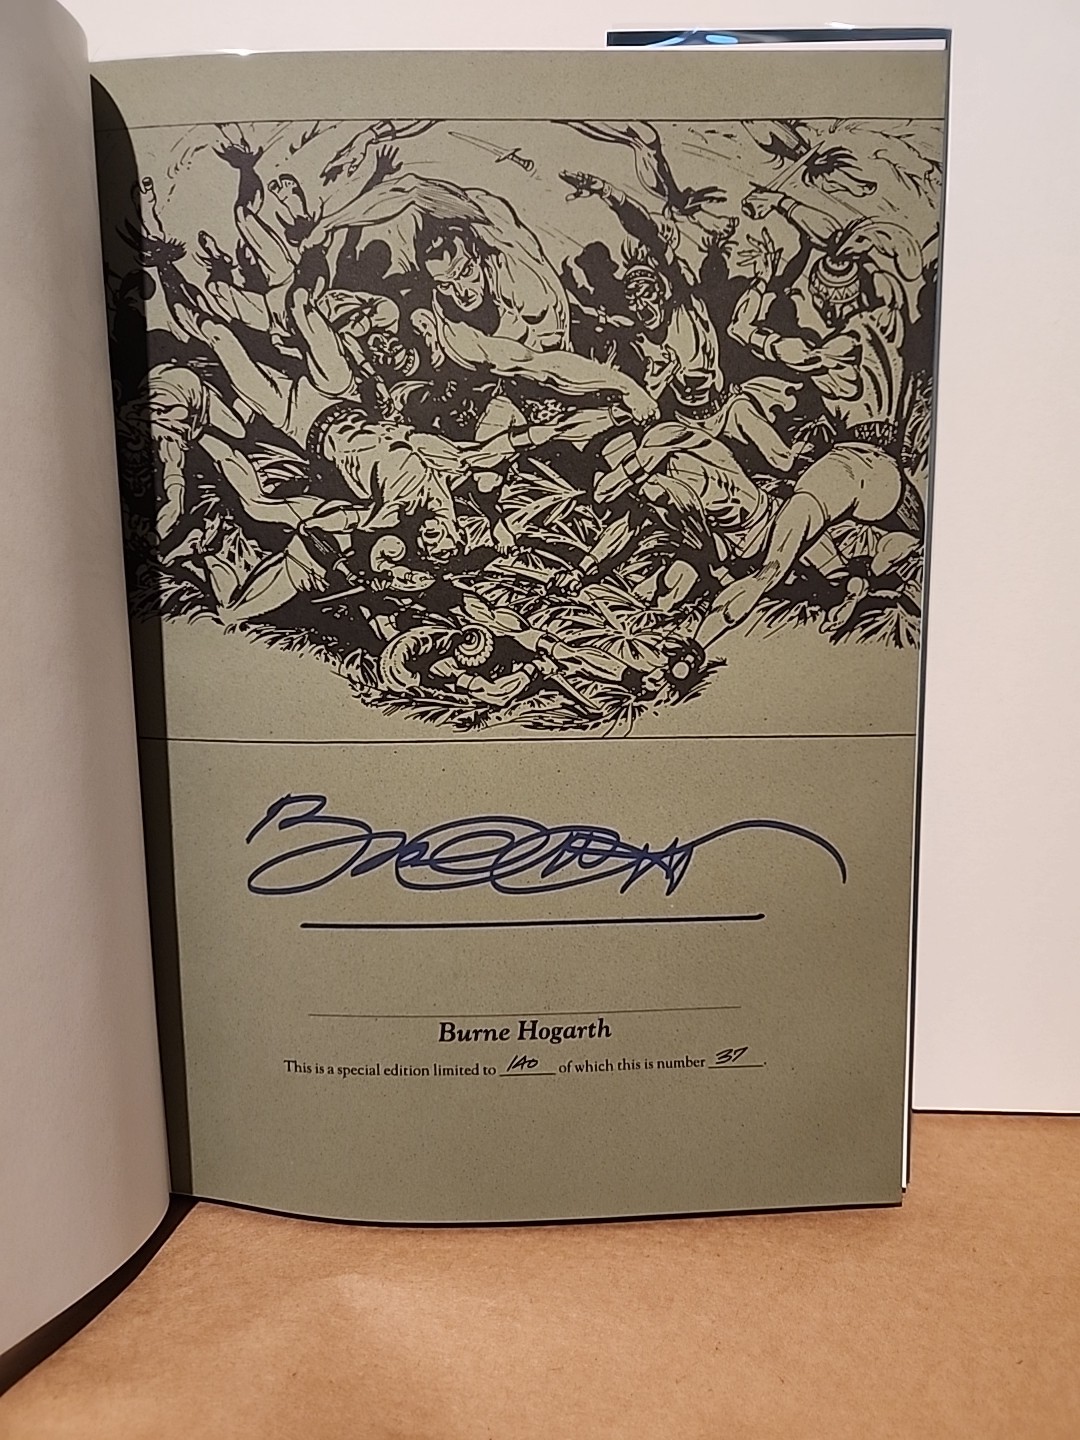 Burne Hogarth
This is a special edition limited to 140 of which this is number 37.